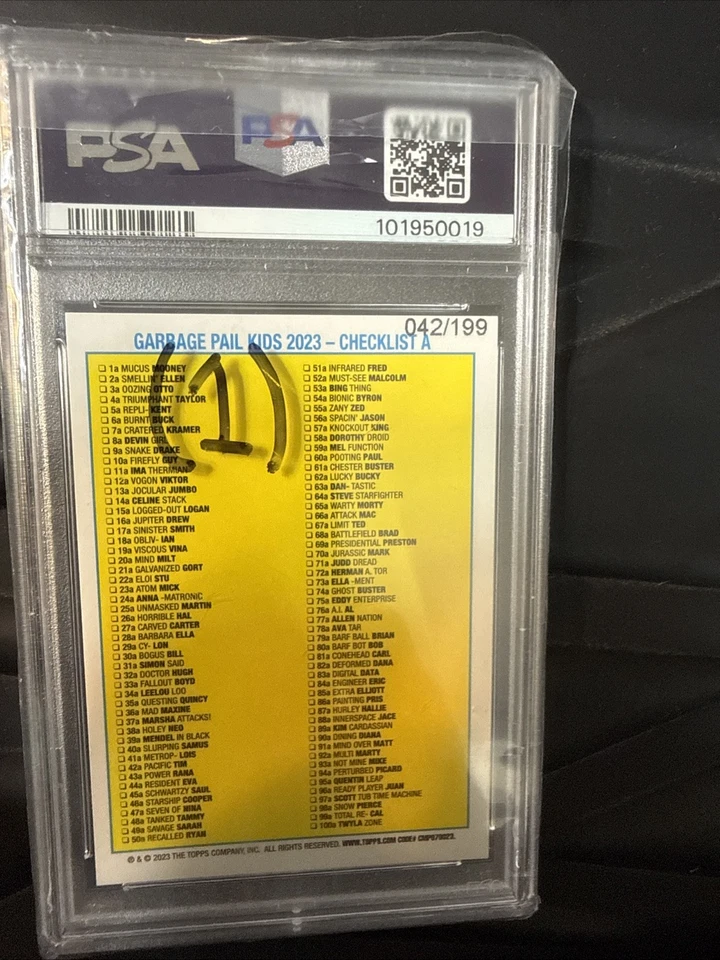 PSA
PSA
101950019
042/199
GARBAGE PAIL KIDS 2023 – CHECKLIST A
(1)
1a MUCUS MOONEY
2a SMELLIN' ELLEN
3a OOZING OTTO
4a TRIUMPHANT TAYLOR
5a REPLI- KENT
6a BURNT BUCK
7a CRATERED KRAMER
8a DEVIN GIRL
9a SNAKE DRAKE
10a FIREFLY GUY
11a IMA THERMIAN
12a VOGON VIKTOR
13a JOCULAR JUMBO
14a CELINE STACK
15a LOGGED-OUT LOGAN
16a JUPITER DREW
17a SINISTER SMITH
18a OBLIV- IAN
19a VISCOUS VINA
20a MIND MILT
21a GALVANIZED GORT
22a ELOI STU
23a ATOM MICK
24a ANNA -MATRONIC
25a UNMASKED MARTIN
26a HORRIBLE HAL
27a CARVED CARTER
28a BARBARA ELLA
29a CY- LON
30a BOGUS BILL
31a SIMON SAID
32a DOCTOR HUGH
33a FALLOUT BOYD
34a LEELOU LOO
35a QUESTING QUINCY
36a MAD MAXINE
37a MARSHA ATTACKS!
38a HOLEY NEO
39a MENDEL IN BLACK
40a SLURPING SAMUS
41a METROP- LOIS
42a PACIFIC TIM
43a POWER RANA
44a RESIDENT EVA
45a SCHWARTZY SAUL
46a STARSHIP COOPER
47a SEVEN OF NINA
48a TANKED TAMMY
49a SAVAGE SARAH
50a RECALLED RYAN
51a INFRARED FRED
52a MUST-SEE MALCOLM
53a BING THING
54a BIONIC BYRON
55a ZANY ZED
56a SPACIN' JASON
57a KNOCKOUT KING
58a DOROTHY DROID
59a MEL FUNCTION
60a POOTING PAUL
61a CHESTER BUSTER
62a LUCKY BUCKY
63a DAN- TASTIC
64a STEVE STARFIGHTER
65a WARTY MORTY
66a ATTACK MAC
67a LIMIT TED
68a BATTLEFIELD BRAD
69a PRESIDENTIAL PRESTON
70a JURASSIC MARK
71a JUDD DREAD
72a HERMAN A. TOR
73a ELLA -MENT
74a GHOST BUSTER
75a EDDY ENTERPRISE
76a A.I. AL
77a ALLEN NATION
78a AVA TAR
79a BARF BALL BRIAN
80a BARF BOT BOB
81a CONEHEAD CARL
82a DEFORMED DANA
83a DIGITAL DATA
84a ENGINEER ERIC
85a EXTRA ELLIOTT
86a PAINTING PRIS
87a HURLEY HALLIE
88a INNERSPACE JACE
89a KIM CARDASSIAN
90a DINING DIANA
91a MIND OVER MATT
92a MULTI MARTY
93a NOT MINE MIKE
94a PERTURBED PICARD
95a QUENTIN LEAP
96a READY PLAYER JUAN
97a SCOTT TUB TIME MACHINE
98a SNOW PIERCE
99a TOTAL RE- CAL
100a TWYLA ZONE
® & © 2023 THE TOPPS COMPANY, INC. ALL RIGHTS RESERVED. WWW.TOPPS.COM CODE# CMP079023.